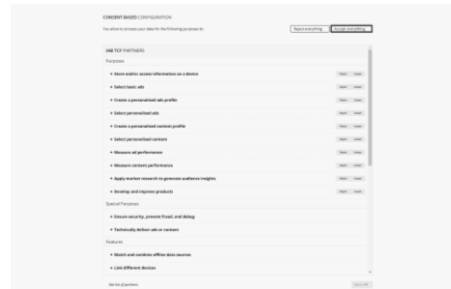 CONSENT-BASED CONFIGURATION
You allow to process your data for the following purposes to:
Reject everything Accept everything
IAB TCF PARTNERS
Purposes
+ Store and/or access information on a device
+ Select basic ads
+ Create a personalised ads profile
+ Select personalised ads
+ Create a personalised content profile
+ Select personalised content
+ Measure ad performance
+ Measure content performance
+ Apply market research to generate audience insights
+ Develop and improve products
Special Purposes
+ Ensure security, prevent fraud, and debug
+ Technically deliver ads or content
Features
+ Match and combine offline data sources
+ Link different devices